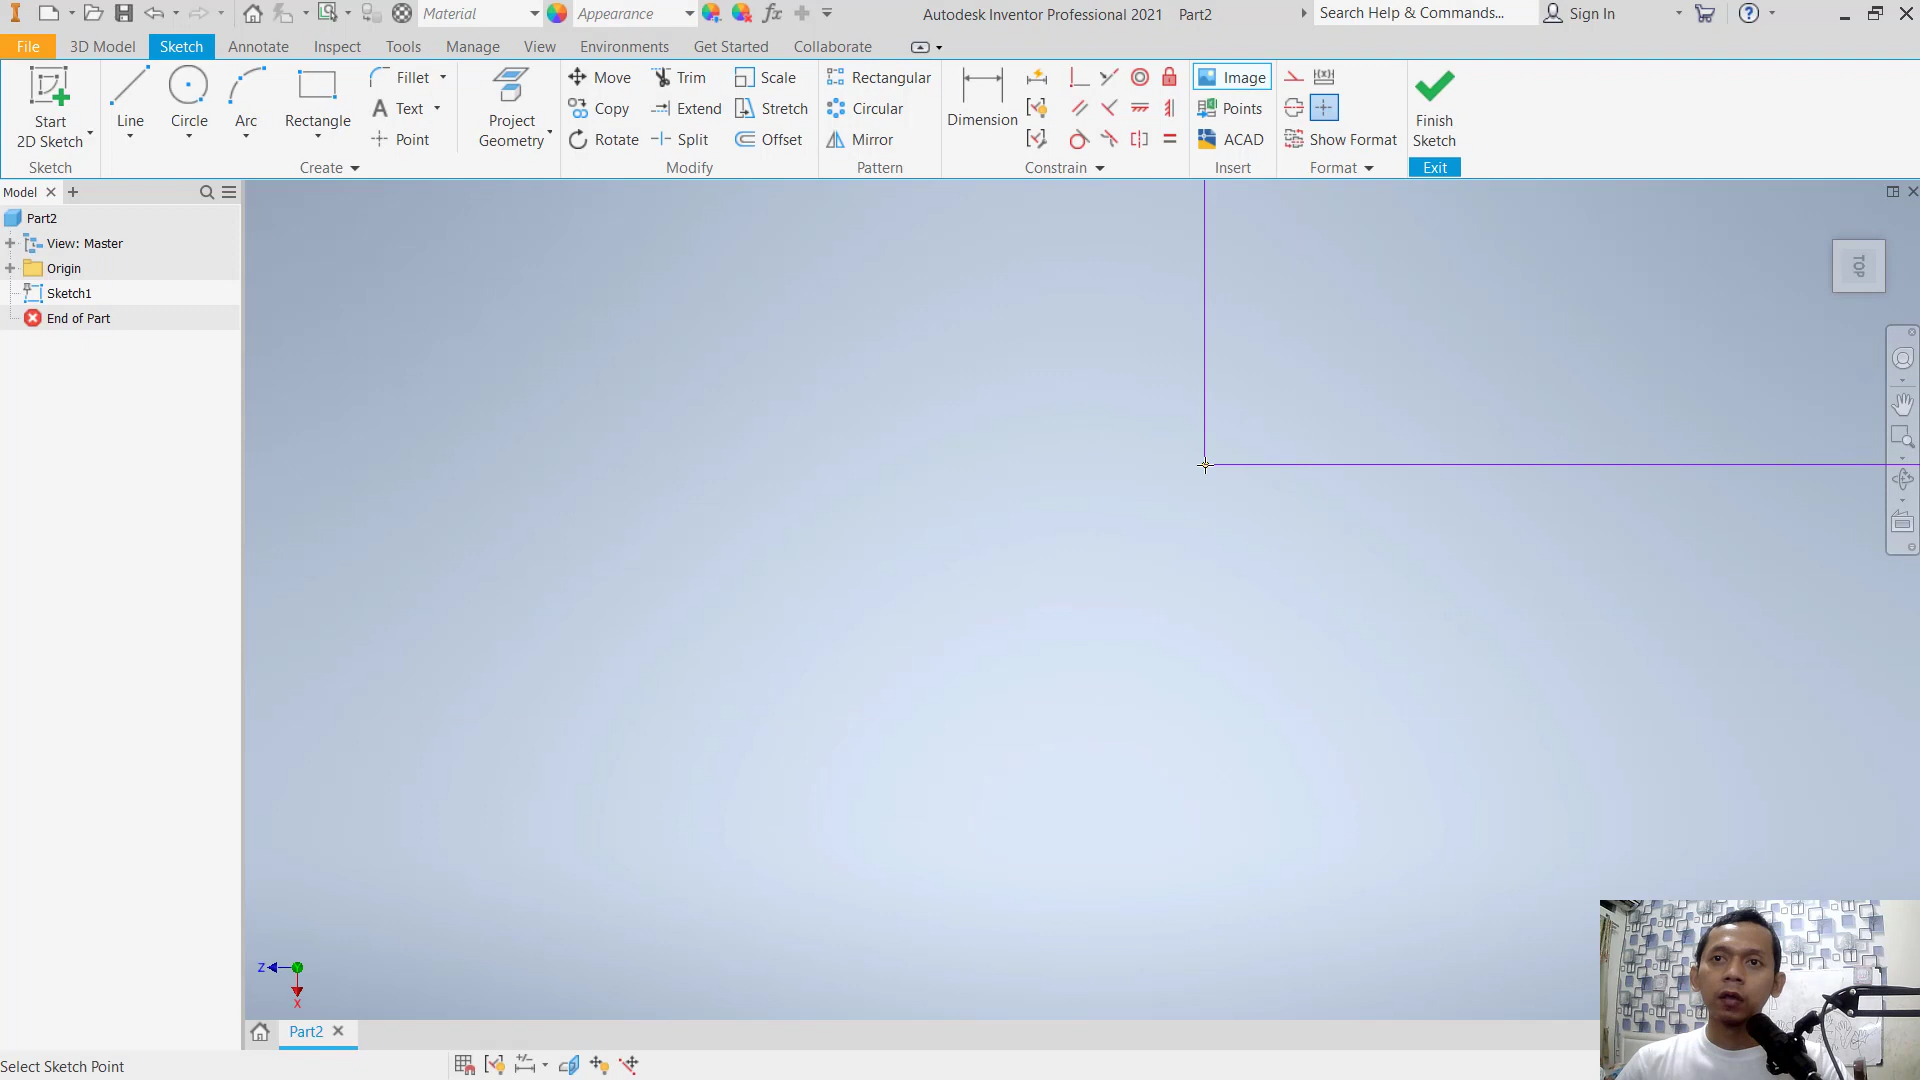 Material
Appearance
fx
Autodesk Inventor Professional 2021 Part2
Search Help & Commands...
Sign In
File
3D Model
Sketch
Annotate
Inspect
Tools
Manage
View
Environments
Get Started
Collaborate
Start
2D Sketch
Line
Circle
Arc
Rectangle
Fillet
Text
Point
Project
Geometry
Move
Copy
Rotate
Trim
Extend
Split
Scale
Stretch
Offset
Rectangular
Circular
Mirror
Dimension
Image
Points
ACAD
Show Format
Finish
Sketch
Sketch
Create
Modify
Pattern
Constrain
Insert
Format
Exit
Model
Part2
View: Master
Origin
Sketch1
End of Part
TOP
Z
X
Part2
Select Sketch Point